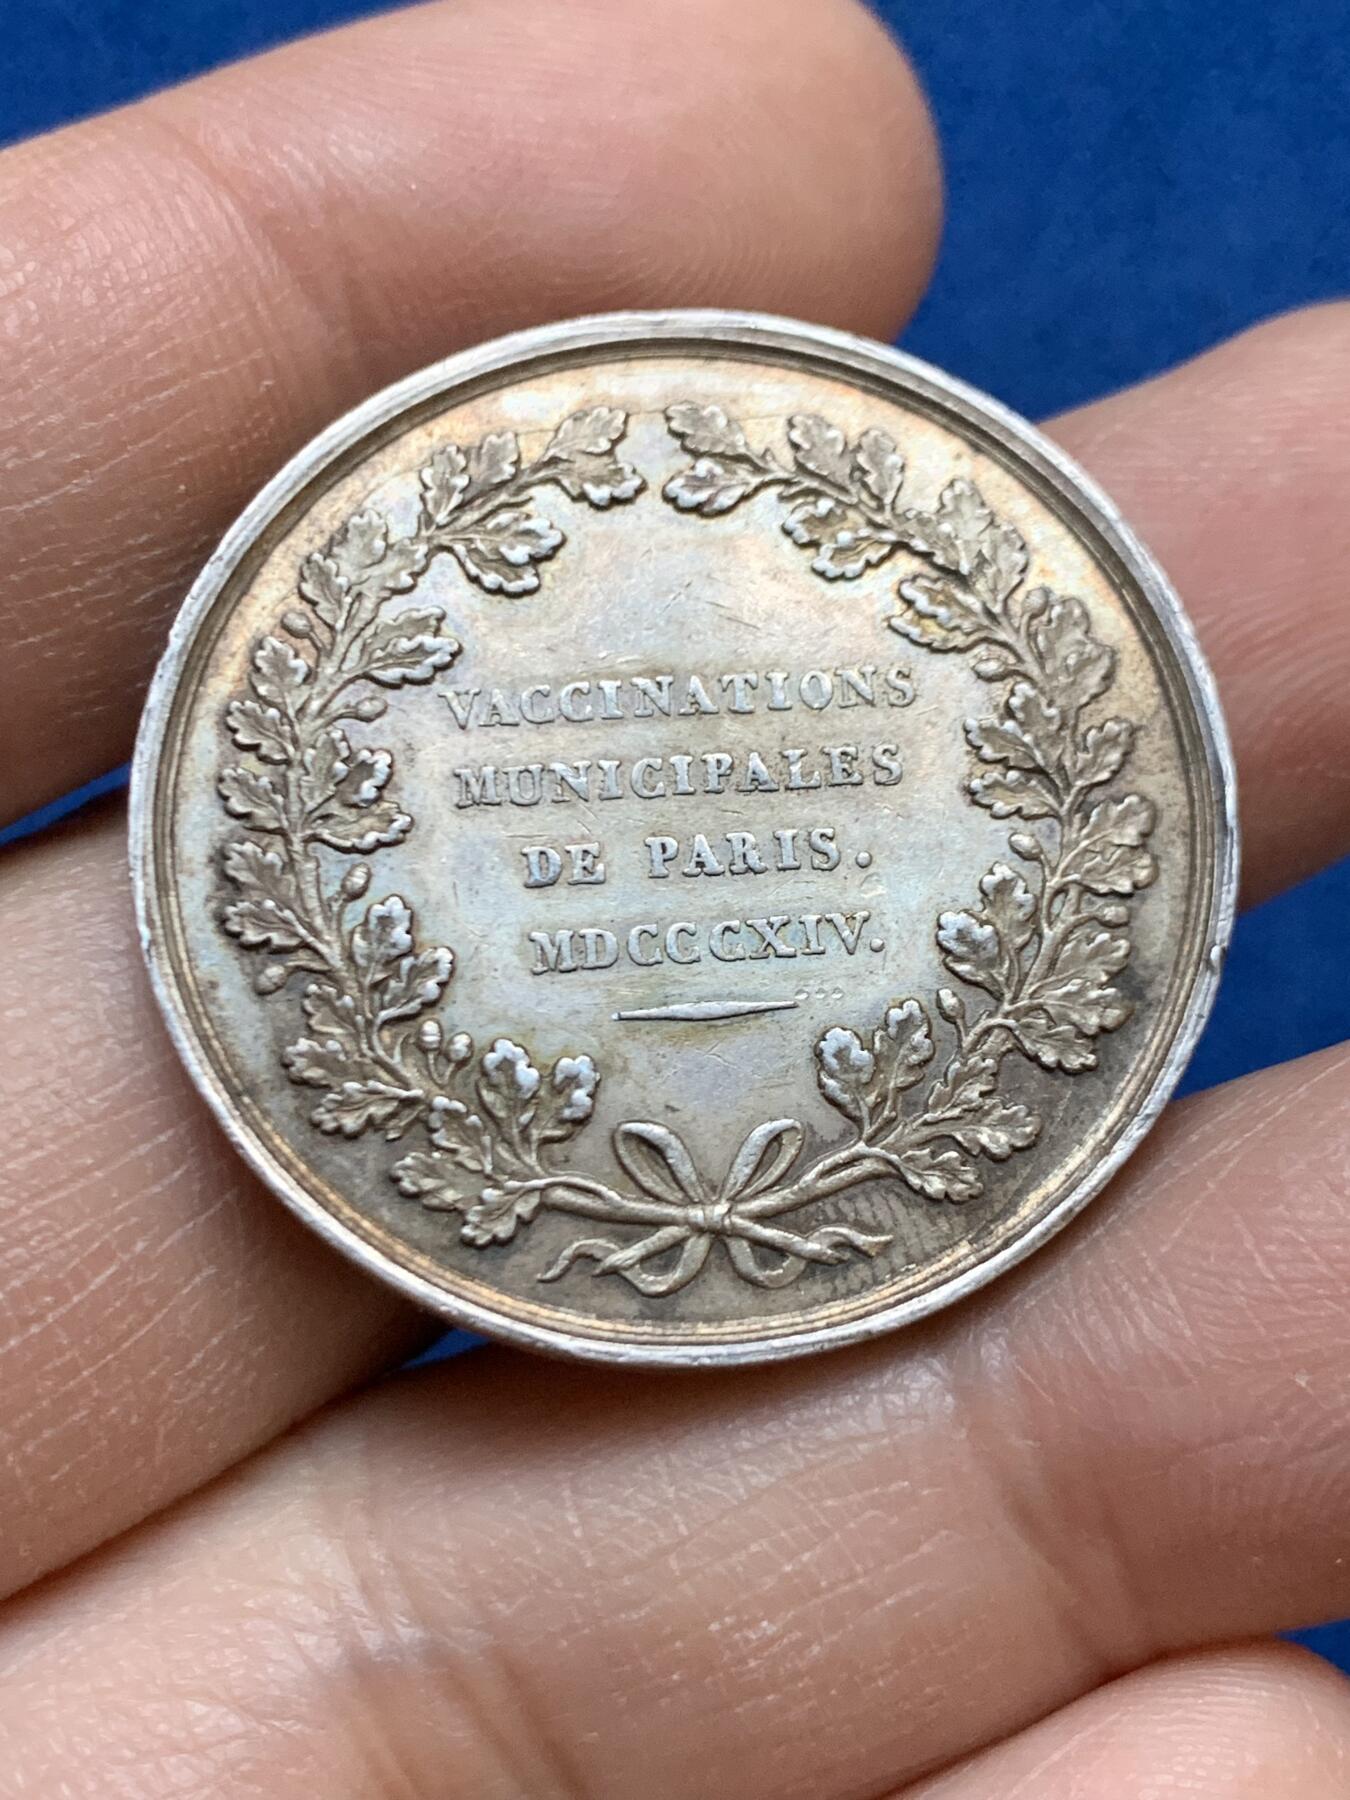 VACCINATIONS
MUNICIPALES
DE PARIS.
MDCCCXIV.